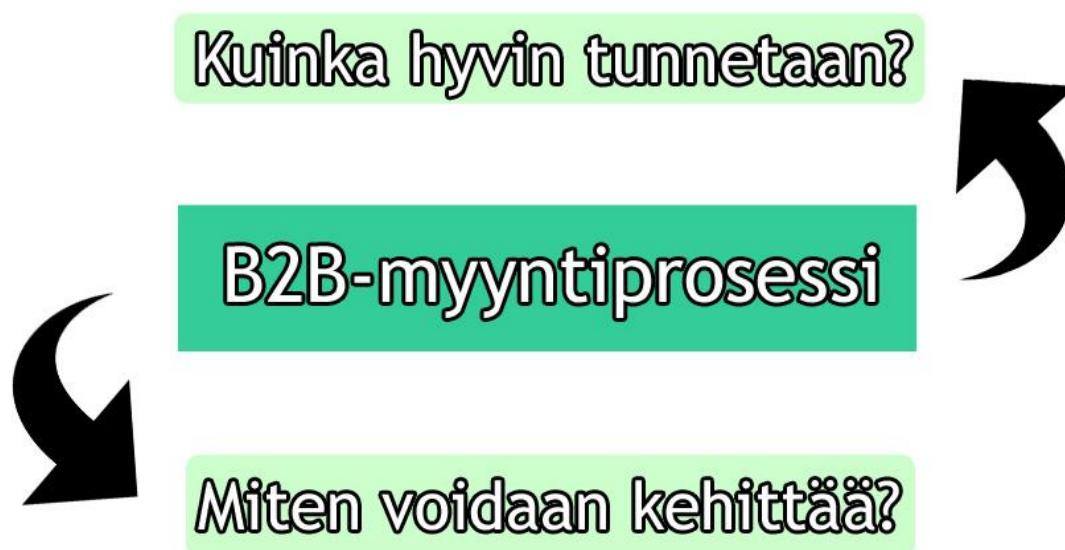 Kuinka hyvin tunnetaan?
B2B-myyntiprosessi
Miten voidaan kehittää?